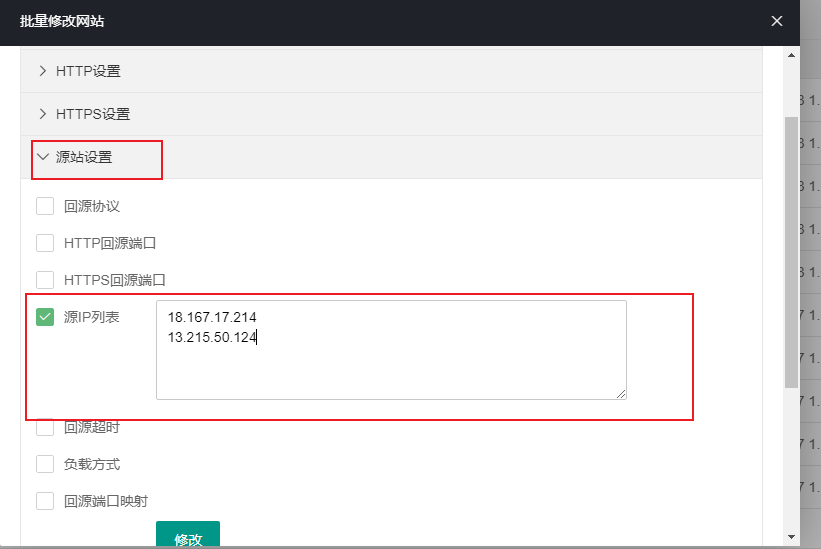 批量修改网站
HTTP设置
HTTPS设置
源站设置
回源协议
HTTP回源端口
HTTPS回源端口
源IP列表
18.167.17.214
13.215.50.124
回源超时
负载方式
回源端口映射
修改